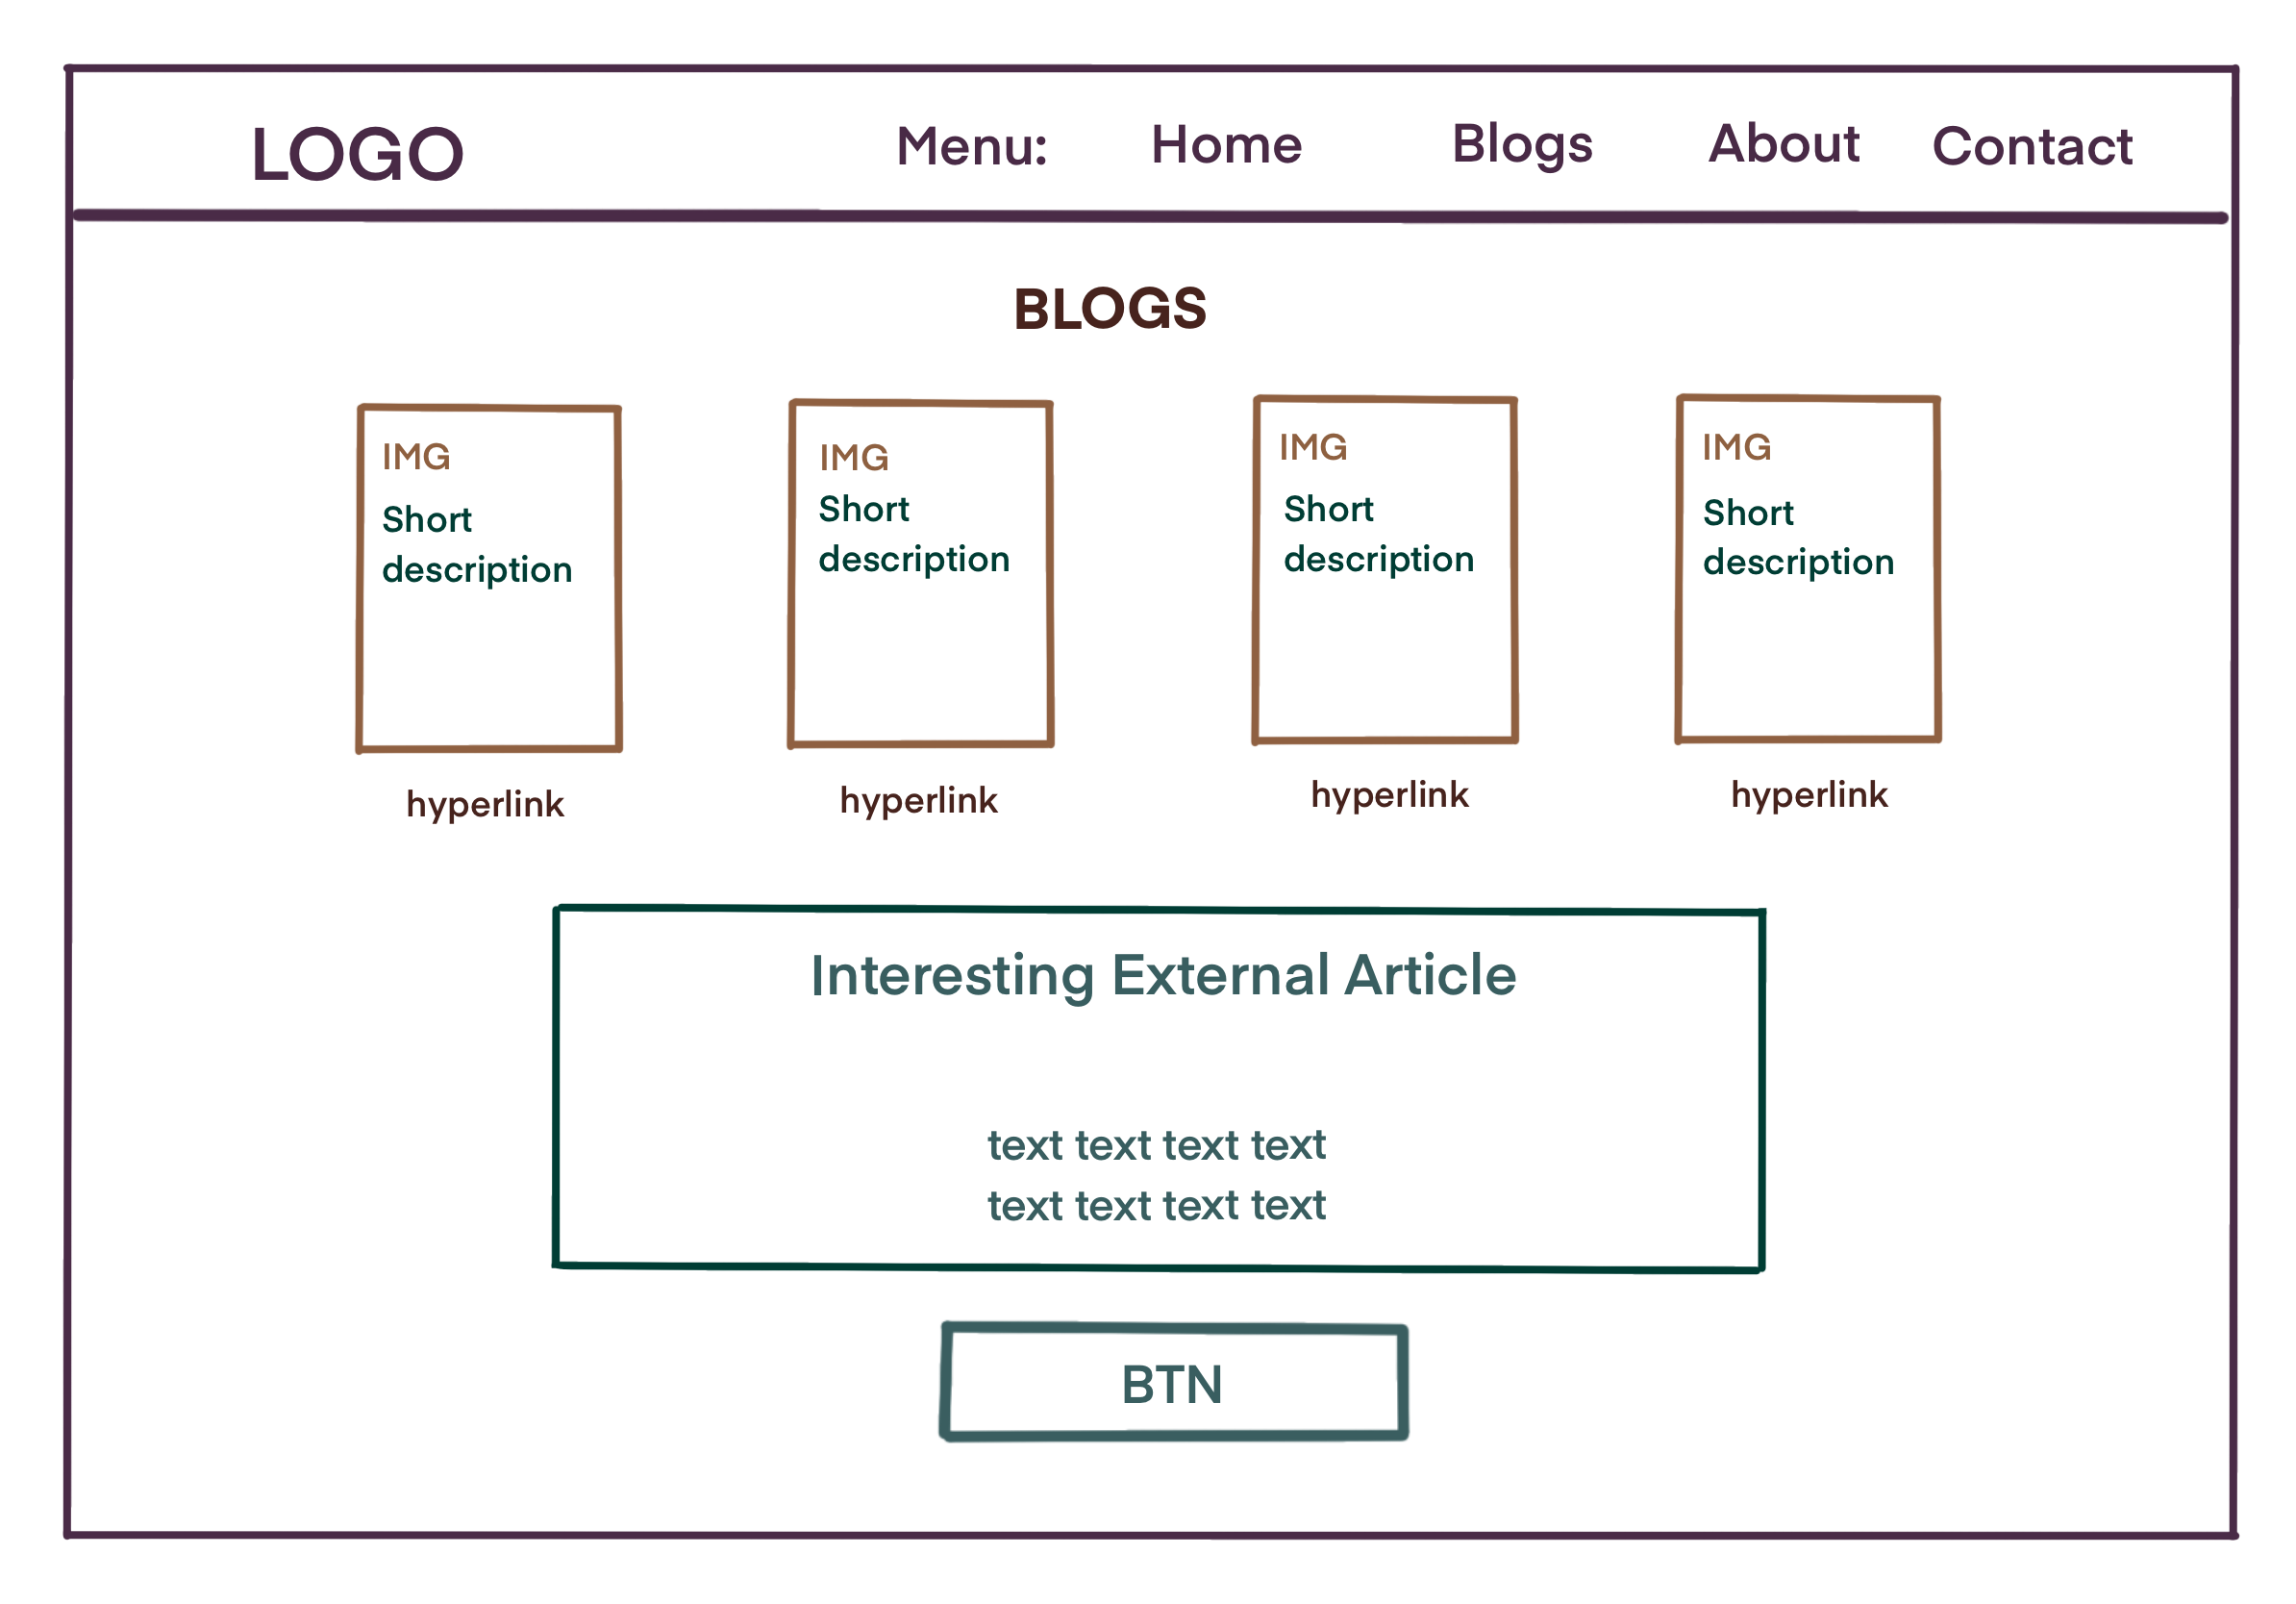 LOGO
Menu: Home Blogs About Contact
BLOGS
IMG
Short
description
hyperlink
IMG
Short
description
hyperlink
IMG
Short
description
hyperlink
IMG
Short
description
hyperlink
Interesting External Article
text text text text
text text text text
BTN